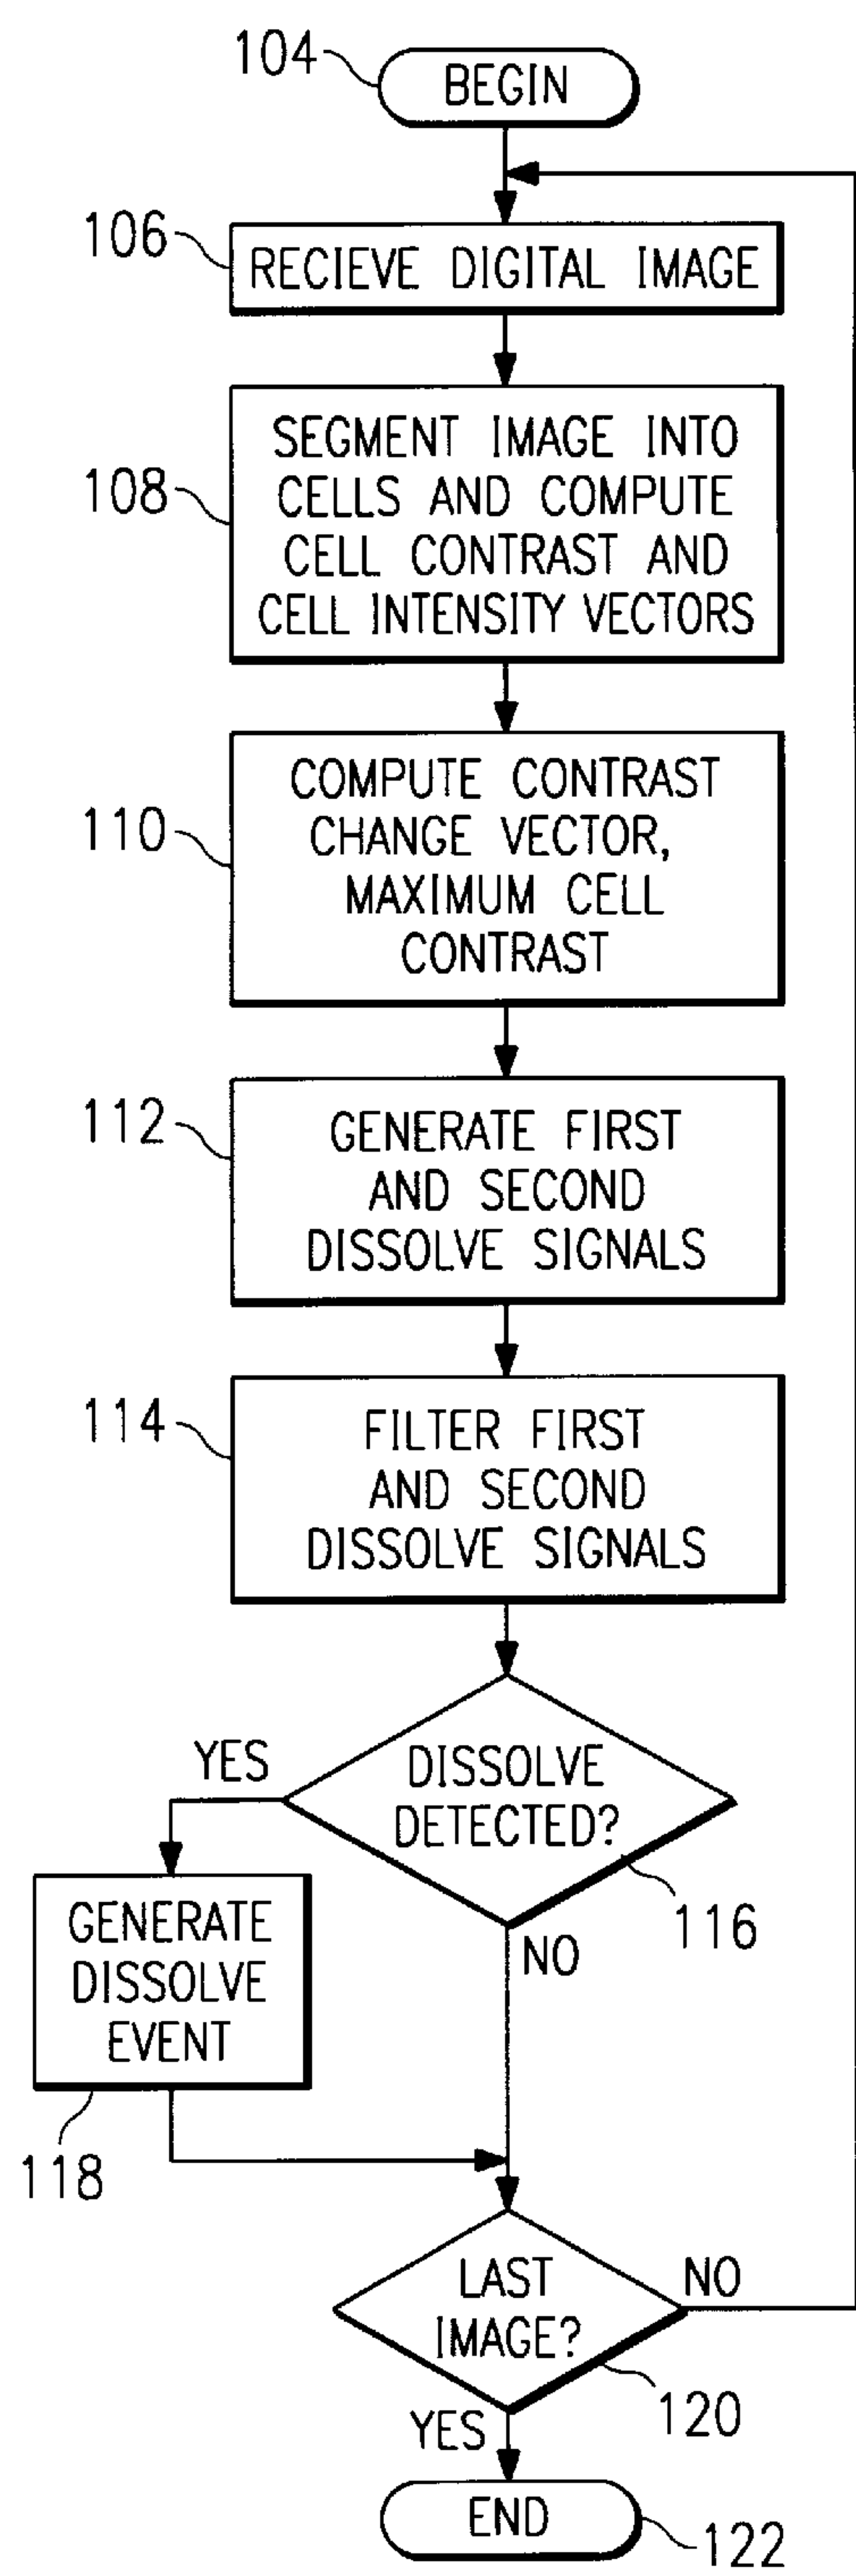 104
BEGIN
106
RECIEVE DIGITAL IMAGE
108
SEGMENT IMAGE INTO
CELLS AND COMPUTE
CELL CONTRAST AND
CELL INTENSITY VECTORS
110
COMPUTE CONTRAST
CHANGE VECTOR,
MAXIMUM CELL
CONTRAST
112
GENERATE FIRST
AND SECOND
DISSOLVE SIGNALS
114
FILTER FIRST
AND SECOND
DISSOLVE SIGNALS
YES
DISSOLVE
DETECTED?
116
NO
GENERATE
DISSOLVE
EVENT
118
LAST
IMAGE?
NO
120
YES
END
122